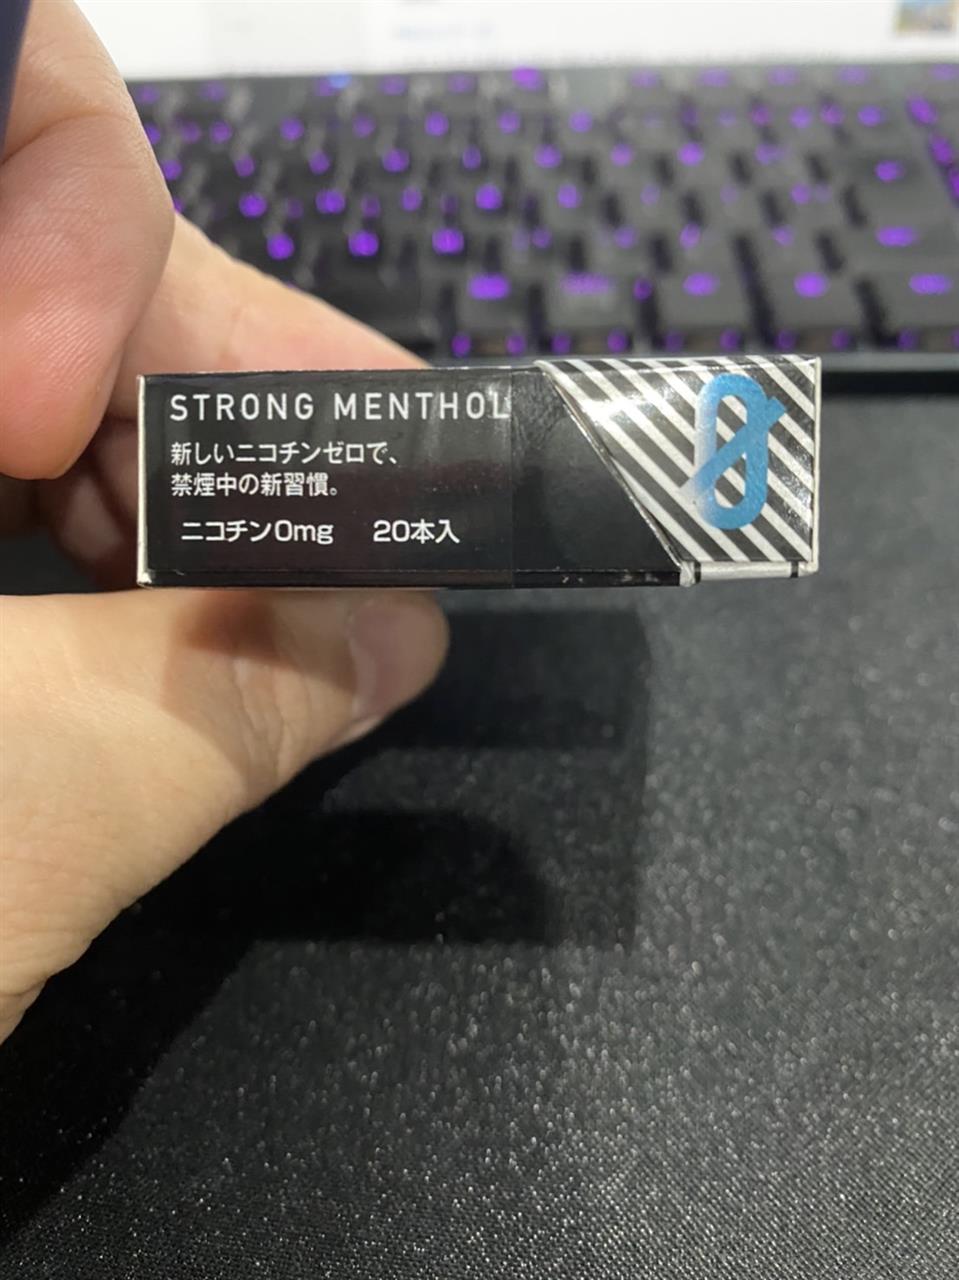 STRONG MENTHOL
新しいニコチンゼロで、
禁煙中の新習慣。
ニコチン0mg 20本入
0